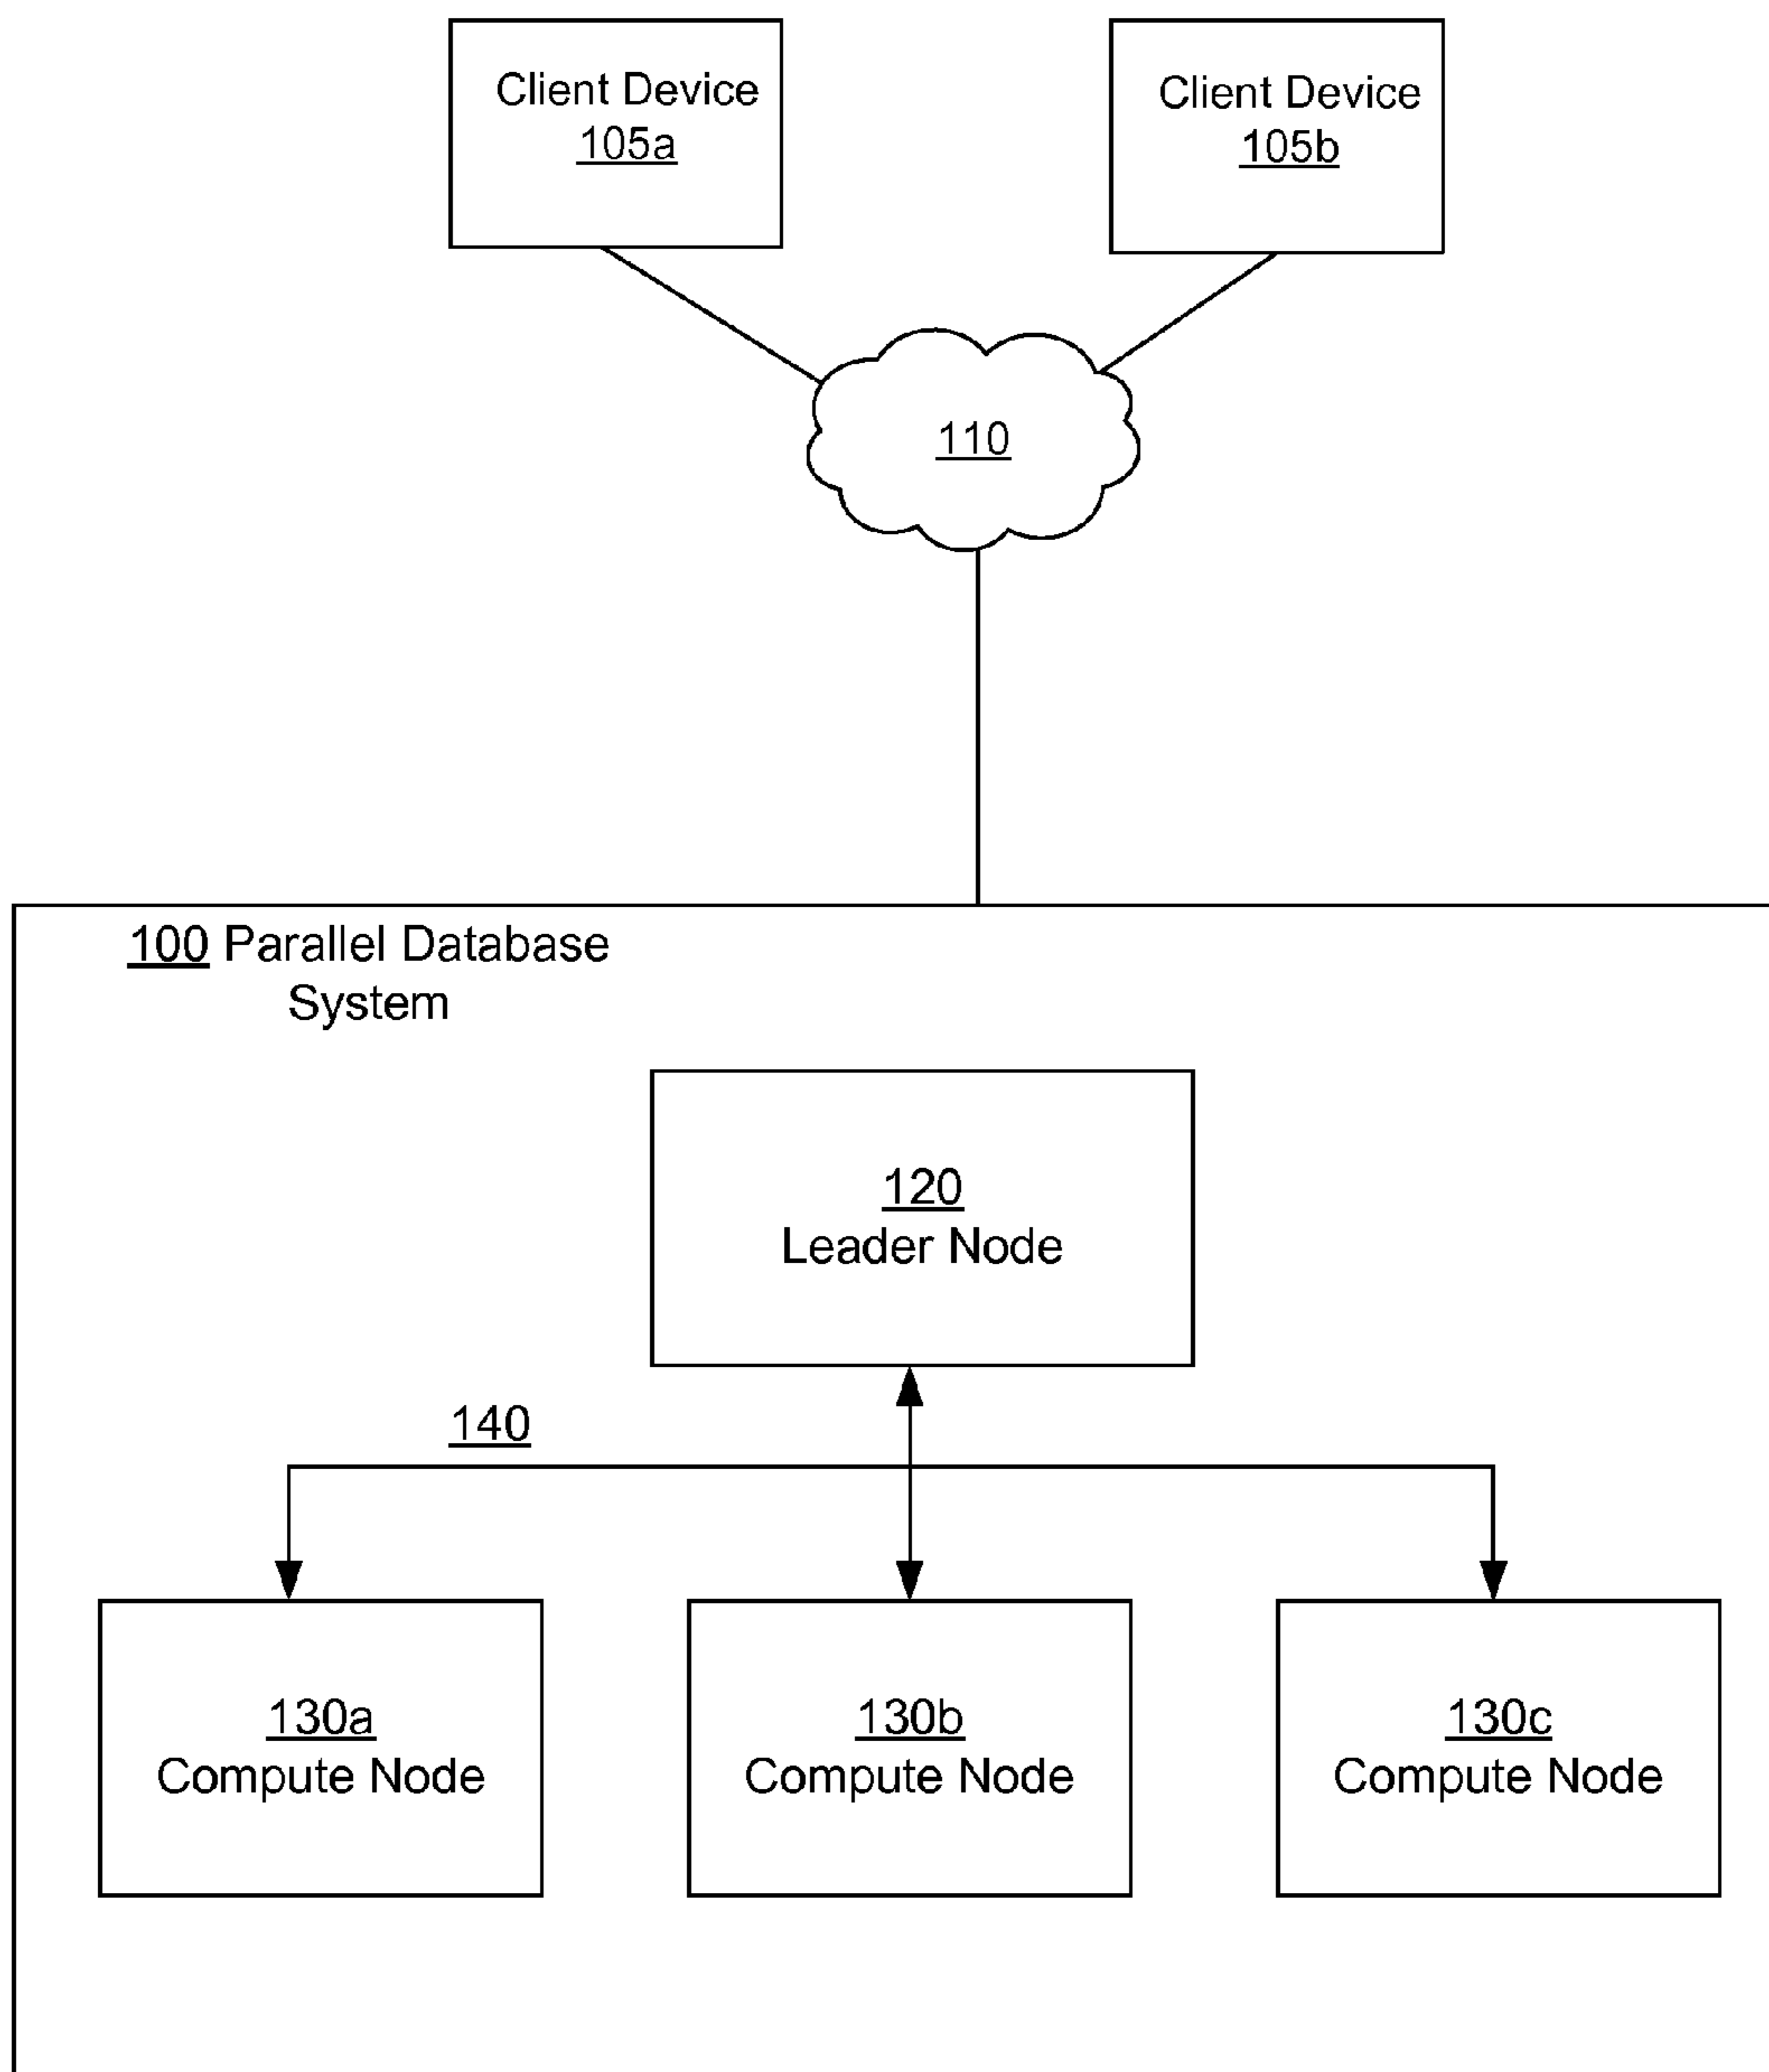 Client Device
105a
Client Device
105b
110
100 Parallel Database
System
120
Leader Node
140
130a
Compute Node
130b
Compute Node
130c
Compute Node